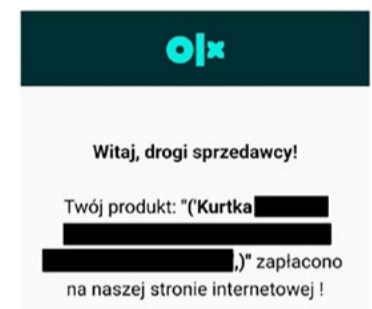 olx
Witaj, drogi sprzedawcy!
Twój produkt: "('Kurtka
,)" zapłacono
na naszej stronie internetowej !